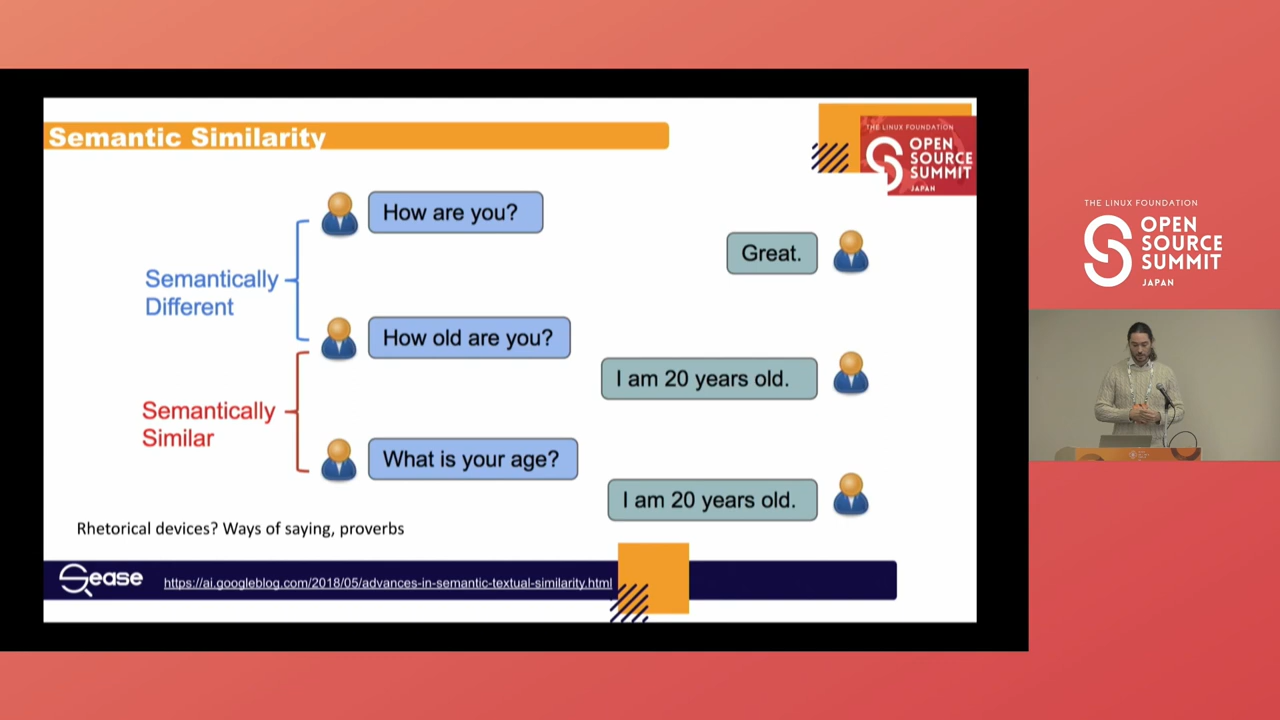 Semantic Similarity
THE LINUX FOUNDATION
OPEN
SOURCE
SUMMIT
JAPAN
How are you?
Great.
Semantically
Different
How old are you?
I am 20 years old.
Semantically
Similar
What is your age?
I am 20 years old.
Rhetorical devices? Ways of saying, proverbs
Sease
https://ai.googleblog.com/2018/05/advances-in-semantic-textual-similarity.html
THE LINUX FOUNDATION
OPEN
SOURCE
SUMMIT
JAPAN